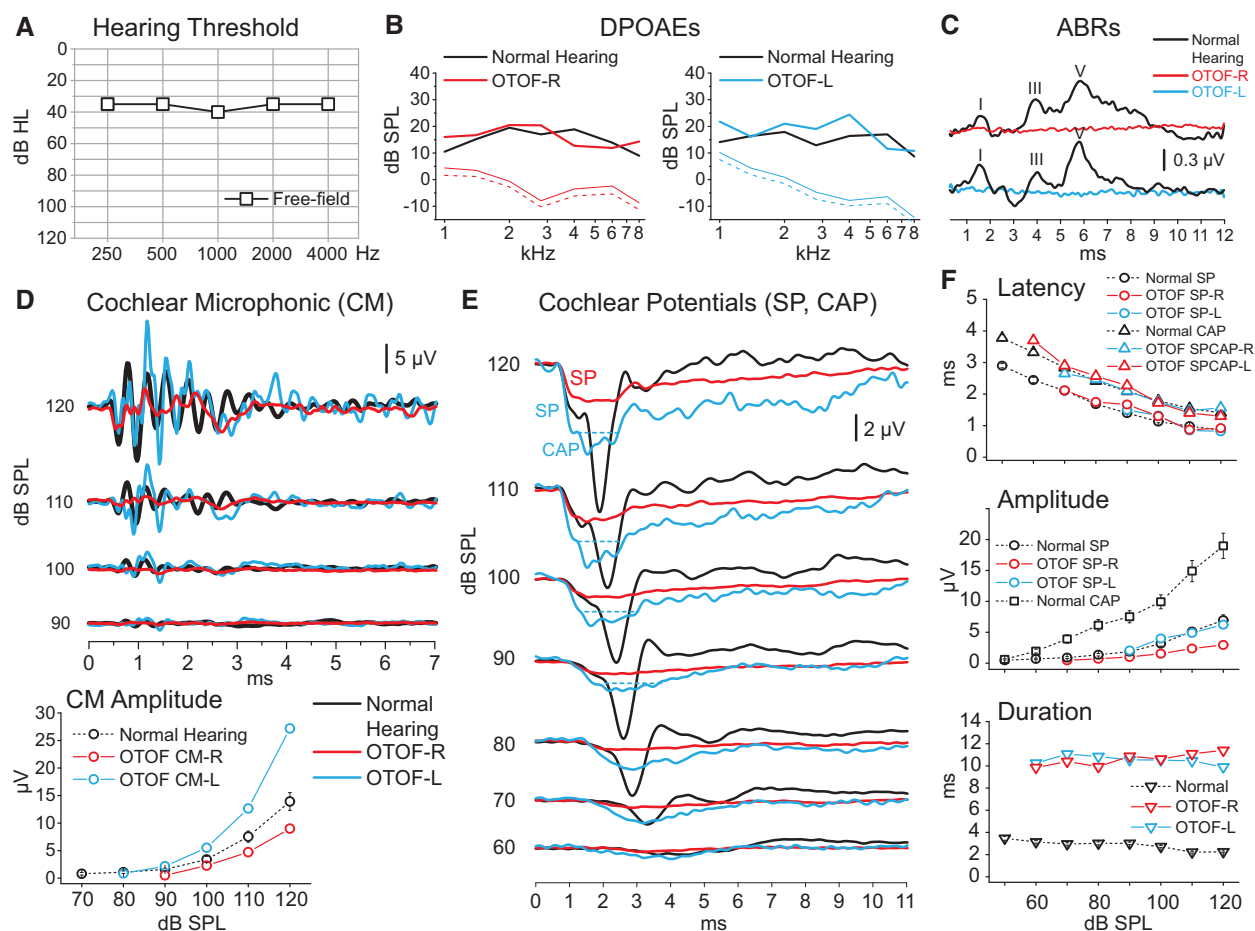 A Hearing Threshold
0
20
40
60
80
100
120
dB HL
Free-field
250 500 1000 2000 4000 Hz
B DPOAEs
Normal Hearing
OTOF-R
40
30
20
10
0
-10
dB SPL
1 2 3 4 5 6 7 8
kHz
Normal Hearing
OTOF-L
40
30
20
10
0
-10
dB SPL
1 2 3 4 5 6 7 8
kHz
C ABRs
Normal
Hearing
OTOF-R
OTOF-L
I III V
I III V
0.3 µV
1 2 3 4 5 6 7 8 9 10 11 12
ms
D Cochlear Microphonic (CM)
5 µV
120
110
100
90
dB SPL
0 1 2 3 4 5 6 7
ms
CM Amplitude
30
25
20
15
10
5
0
µV
Normal Hearing
OTOF CM-R
OTOF CM-L
70 80 90 100 110 120
dB SPL
Normal
Hearing
OTOF-R
OTOF-L
E Cochlear Potentials (SP, CAP)
120
SP
SP
CAP
2 µV
110
100
90
80
70
60
dB SPL
0 1 2 3 4 5 6 7 8 9 10 11
ms
F Latency
Normal SP
OTOF SP-R
OTOF SP-L
Normal CAP
OTOF SPCAP-R
OTOF SPCAP-L
5
4
3
2
1
0
ms
Amplitude
Normal SP
OTOF SP-R
OTOF SP-L
Normal CAP
20
15
10
5
0
µV
Duration
14
12
10
8
6
4
2
0
ms
Normal
OTOF-R
OTOF-L
60 80 100 120
dB SPL